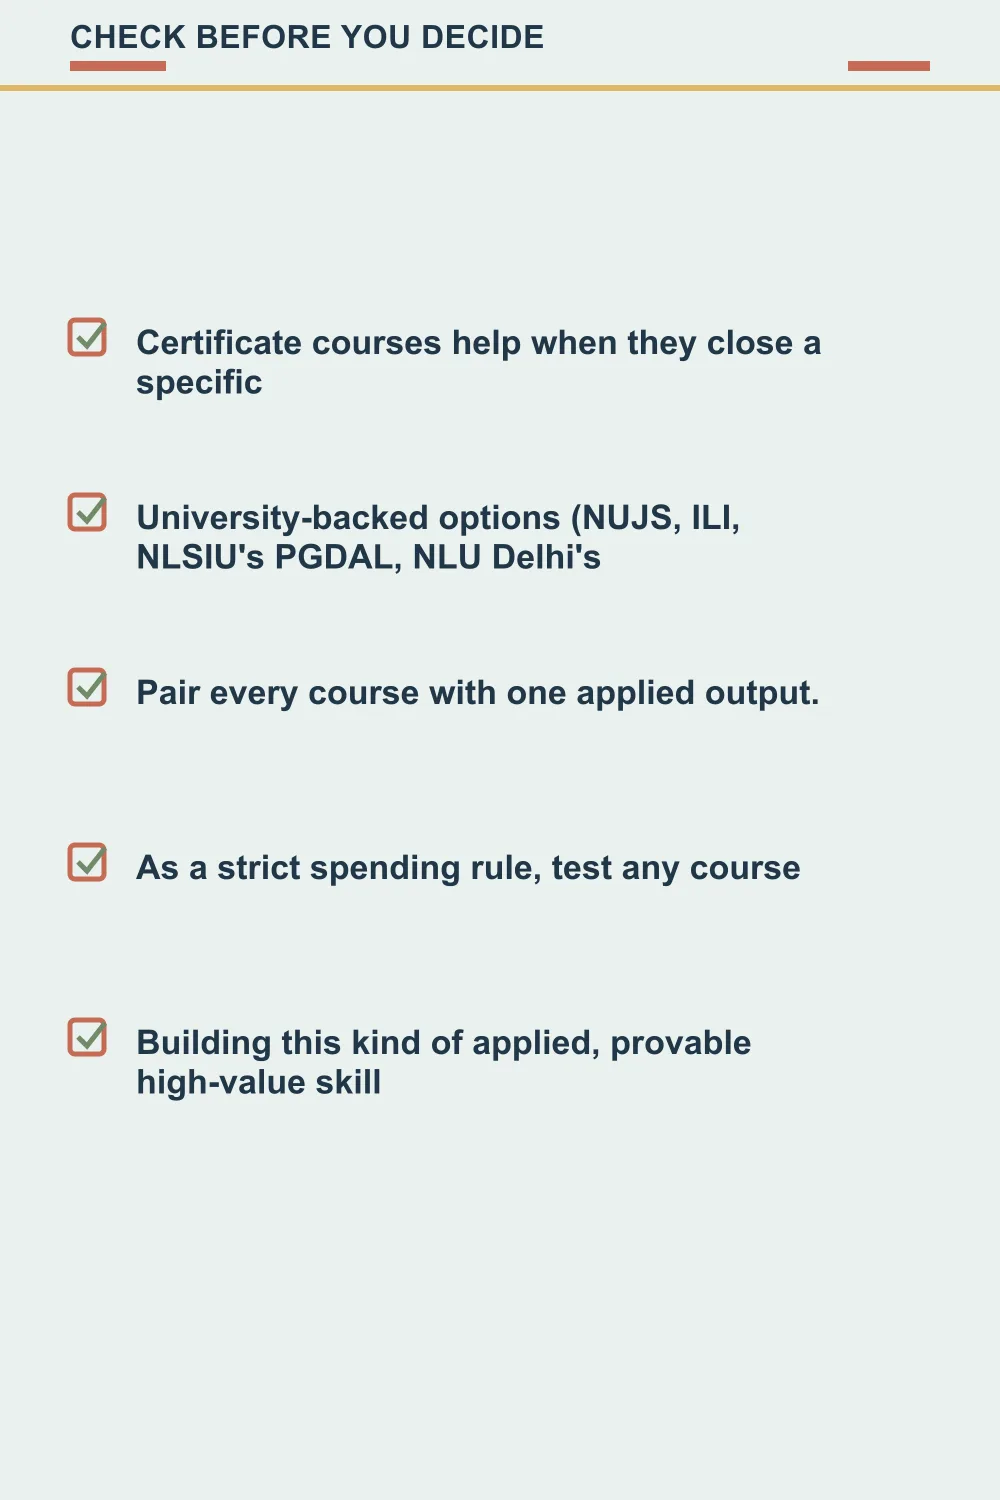 CHECK BEFORE YOU DECIDE
Certificate courses help when they close a
specific
University-backed options (NUJS, ILI,
NLSIU's PGDAL, NLU Delhi's
Pair every course with one applied output.
As a strict spending rule, test any course
Building this kind of applied, provable
high-value skill